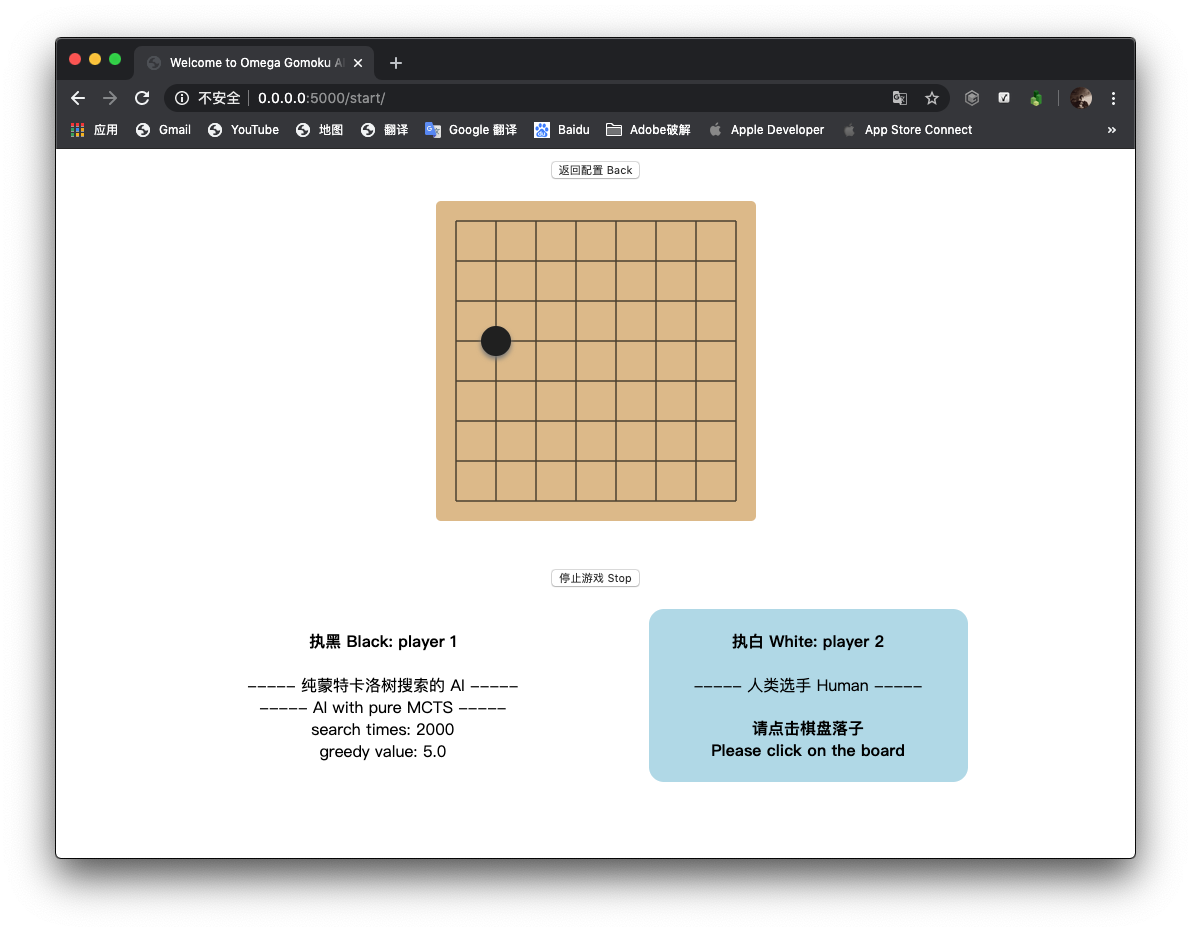 Welcome to Omega Gomoku AI
不安全 0.0.0.0:5000/start/
应用 Gmail YouTube 地图 翻译 Google 翻译 Baidu Adobe破解 Apple Developer App Store Connect »
返回配置 Back
停止游戏 Stop
执黑 Black: player 1
----- 纯蒙特卡洛树搜索的 AI -----
----- AI with pure MCTS -----
search times: 2000
greedy value: 5.0
执白 White: player 2
----- 人类选手 Human -----
请点击棋盘落子
Please click on the board